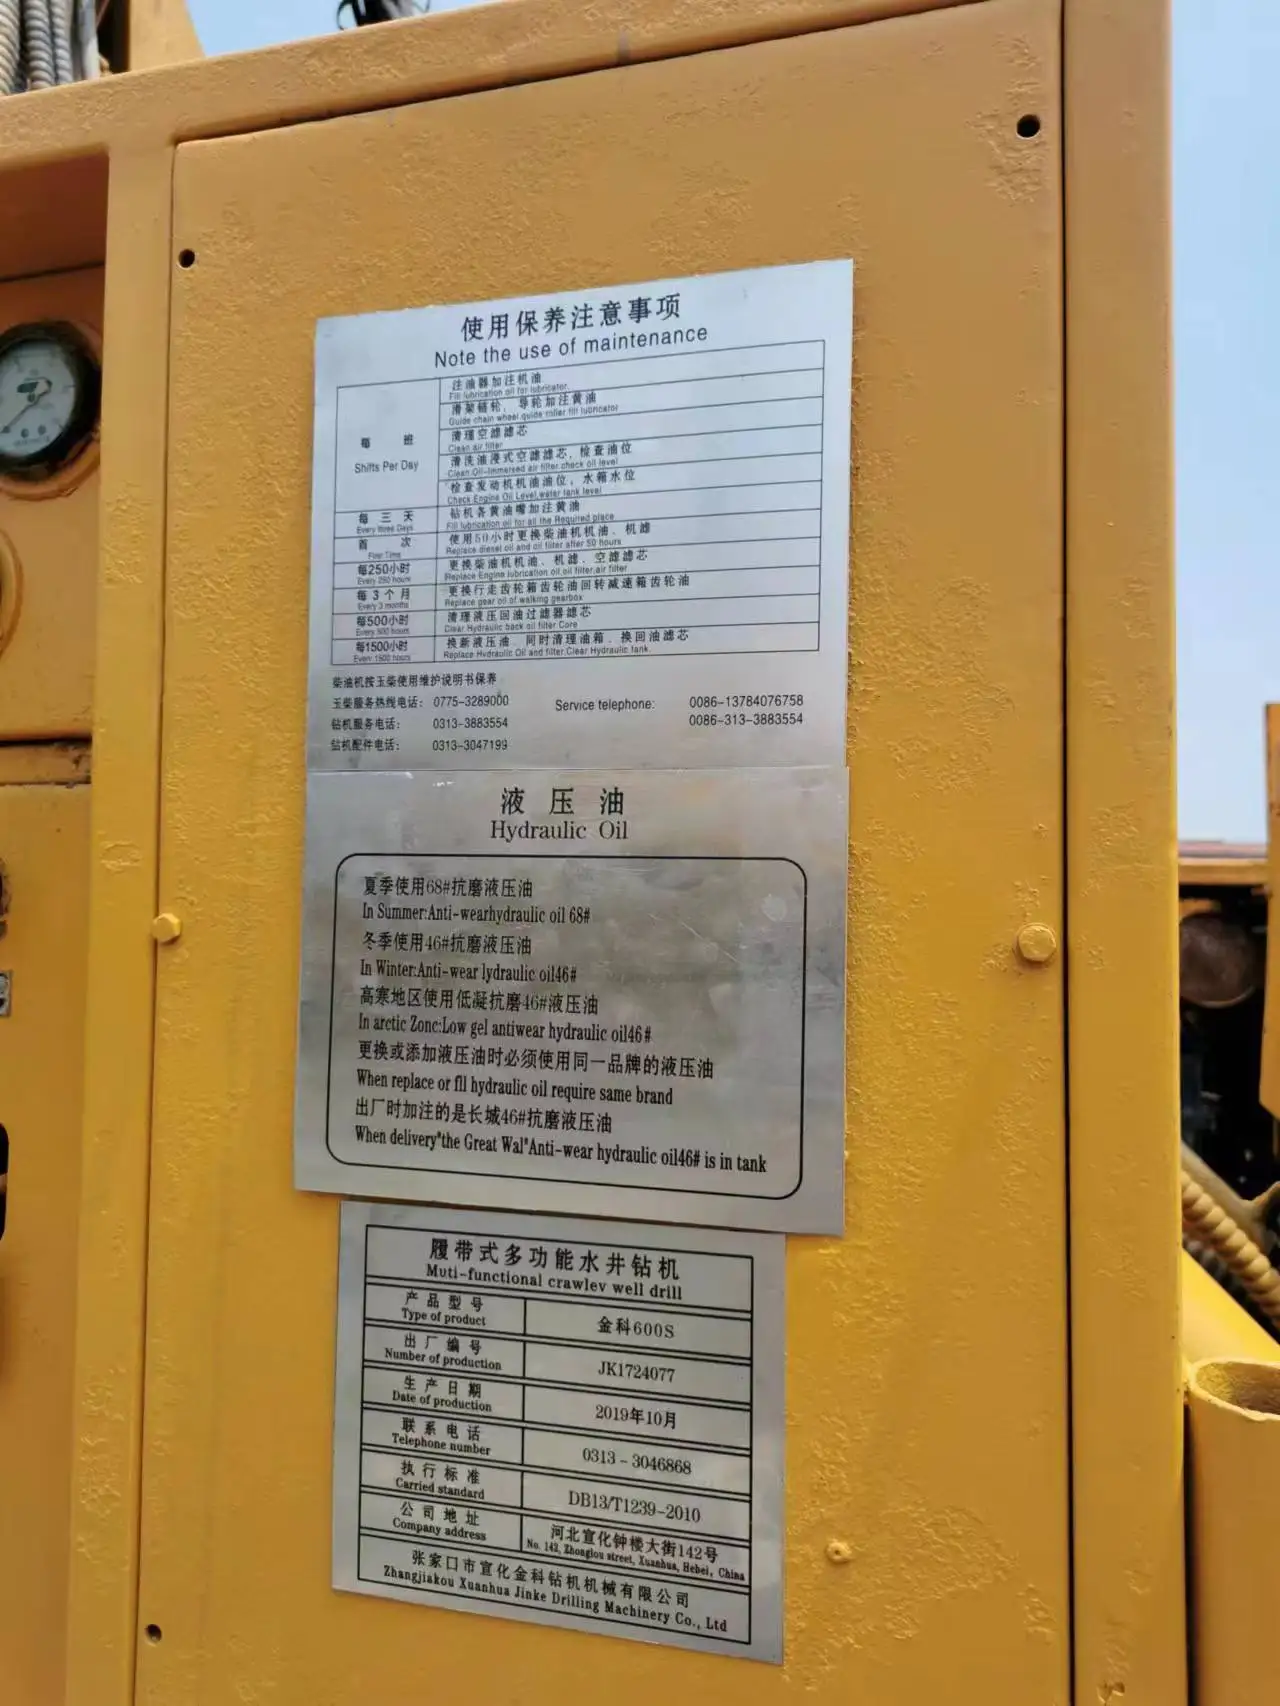 使用保养注意事项
Note the use of maintenance
每 班
Shifts Per Day
注油器加注机油
Fill lubrication oil for lubricator.
滑架链轮、导轮加注黄油
Guide chain wheel,guide roller fill lubricator
清理空滤滤芯
Clean air filter
清洗油浸式空滤滤芯，检查油位
Clean Oil-immersed air filter,check oil level
检查发动机机油油位，水箱水位
Check Engine Oil Level,water tank level
每三天
Every three Days
钻机各黄油嘴加注黄油
Fill lubrication oil for all the Required place
首 次
First Time
使用50小时更换柴油机机油、机滤
Replace diesel oil and oil filter after 50 hours
每250小时
Every 250 hours
更换柴油机机油、机滤、空滤滤芯
Replace Engine lubrication oil,oil filter,air filter
每3个月
Every 3 months
更换行走齿轮箱齿轮油回转减速箱齿轮油
Replace gear oil of walking gearbox
每500小时
Every 500 hours
清理液压回油过滤器滤芯
Clear Hydraulic back oil filter Core
每1500小时
Every 1500 hours
换新液压油、同时清理油箱、换回油滤芯
Replace Hydraulic Oil and filter,Clear Hydraulic tank.
柴油机按玉柴使用维护说明书保养
玉柴服务热线电话： 0775-3289000
Service telephone: 0086-13784076758
钻机服务电话： 0313-3883554
0086-313-3883554
钻机配件电话： 0313-3047199
液压油
Hydraulic Oil
夏季使用68#抗磨液压油
In Summer:Anti-wearhydraulic oil 68#
冬季使用46#抗磨液压油
In Winter:Anti-wear lydraulic oil46#
高寒地区使用低凝抗磨46#液压油
In arctic Zonc:Low gel antiwear hydraulic oil46#
更换或添加液压油时必须使用同一品牌的液压油
When replace or fll hydraulic oil require same brand
出厂时加注的是长城46#抗磨液压油
When delivery"the Great Wal"Anti-wear hydraulic oil46# is in tank
履带式多功能水井钻机
Muti-functional crawlev well drill
产品型号
Type of product
金科600S
出厂编号
Number of production
JK1724077
生产日期
Date of production
2019年10月
联系电话
Telephone number
0313-3046868
执行标准
Carried standard
DB13/T1239-2010
公司地址
Company address
河北宣化钟楼大街142号
No. 142, Zhonglou street, Xuanhua, Hebei, China
张家口市宣化金科钻机机械有限公司
Zhangjiakou Xuanhua Jinke Drilling Machinery Co., Ltd